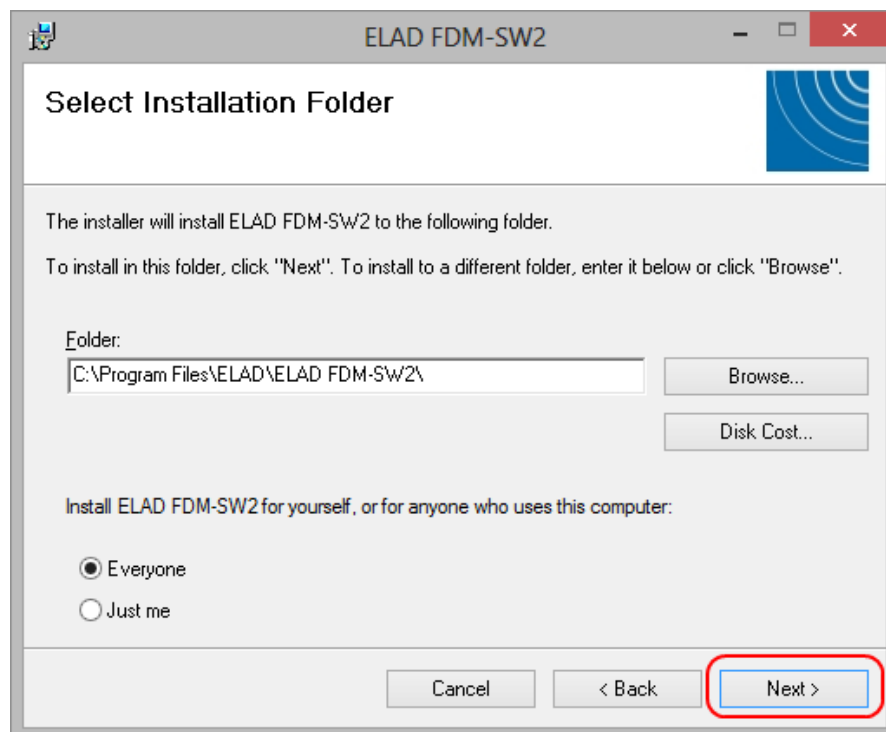 ELAD FDM-SW2
Select Installation Folder
The installer will install ELAD FDM-SW2 to the following folder.
To install in this folder, click "Next". To install to a different folder, enter it below or click "Browse".
Folder:
C:\Program Files\ELAD\ELAD FDM-SW2\
Browse...
Disk Cost...
Install ELAD FDM-SW2 for yourself, or for anyone who uses this computer:
Everyone
Just me
Cancel
< Back
Next >